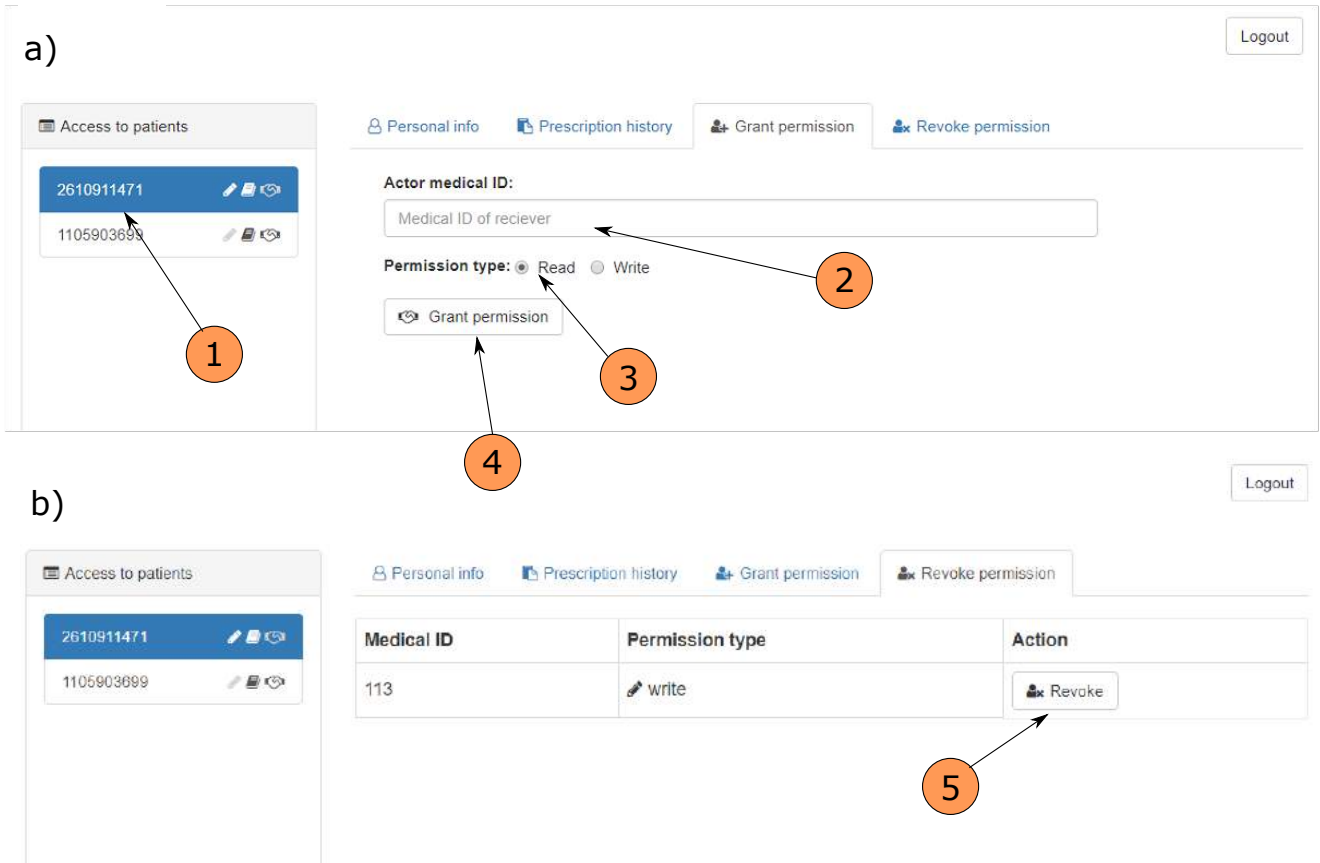 a)
Logout
Access to patients
Personal info Prescription history Grant permission Revoke permission
2610911471
1105903699
Actor medical ID:
Medical ID of reciever
Permission type: Read Write
Grant permission
1
2
3
4
b)
Logout
Access to patients
Personal info Prescription history Grant permission Revoke permission
2610911471
1105903699
Medical ID Permission type Action
113 write Revoke
5